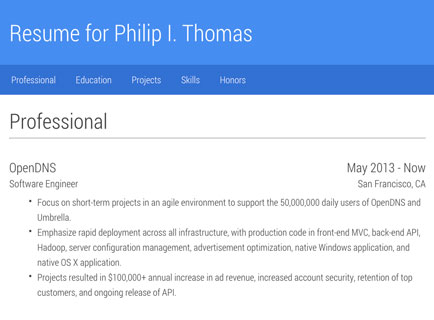 Resume for Philip I. Thomas
Professional Education Projects Skills Honors
Professional
OpenDNS May 2013 - Now
Software Engineer San Francisco, CA
• Focus on short-term projects in an agile environment to support the 50,000,000 daily users of OpenDNS and
Umbrella.
• Emphasize rapid deployment across all infrastructure, with production code in front-end MVC, back-end API,
Hadoop, server configuration management, advertisement optimization, native Windows application, and
native OS X application.
• Projects resulted in $100,000+ annual increase in ad revenue, increased account security, retention of top
customers, and ongoing release of API.